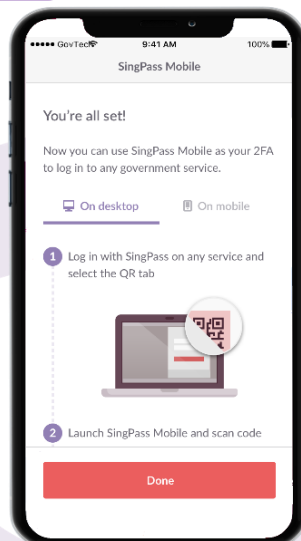 GovTech 9:41 AM 100%
SingPass Mobile
You're all set!
Now you can use SingPass Mobile as your 2FA
to log in to any government service.
On desktop On mobile
1 Log in with SingPass on any service and
select the QR tab
2 Launch SingPass Mobile and scan code
Done